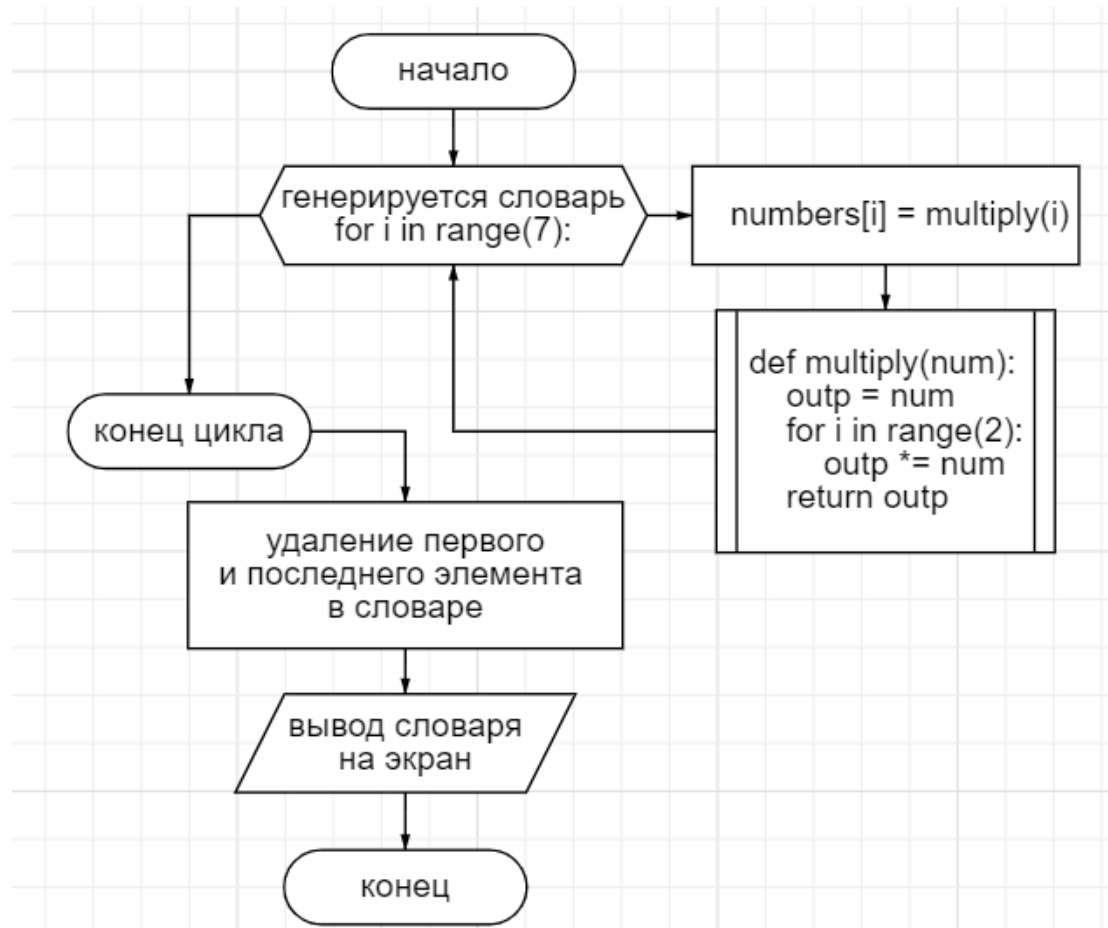 начало
генерируется словарь
for i in range(7):
numbers[i] = multiply(i)
def multiply(num):
outp = num
for i in range(2):
outp *= num
return outp
конец цикла
удаление первого
и последнего элемента
в словаре
вывод словаря
на экран
конец